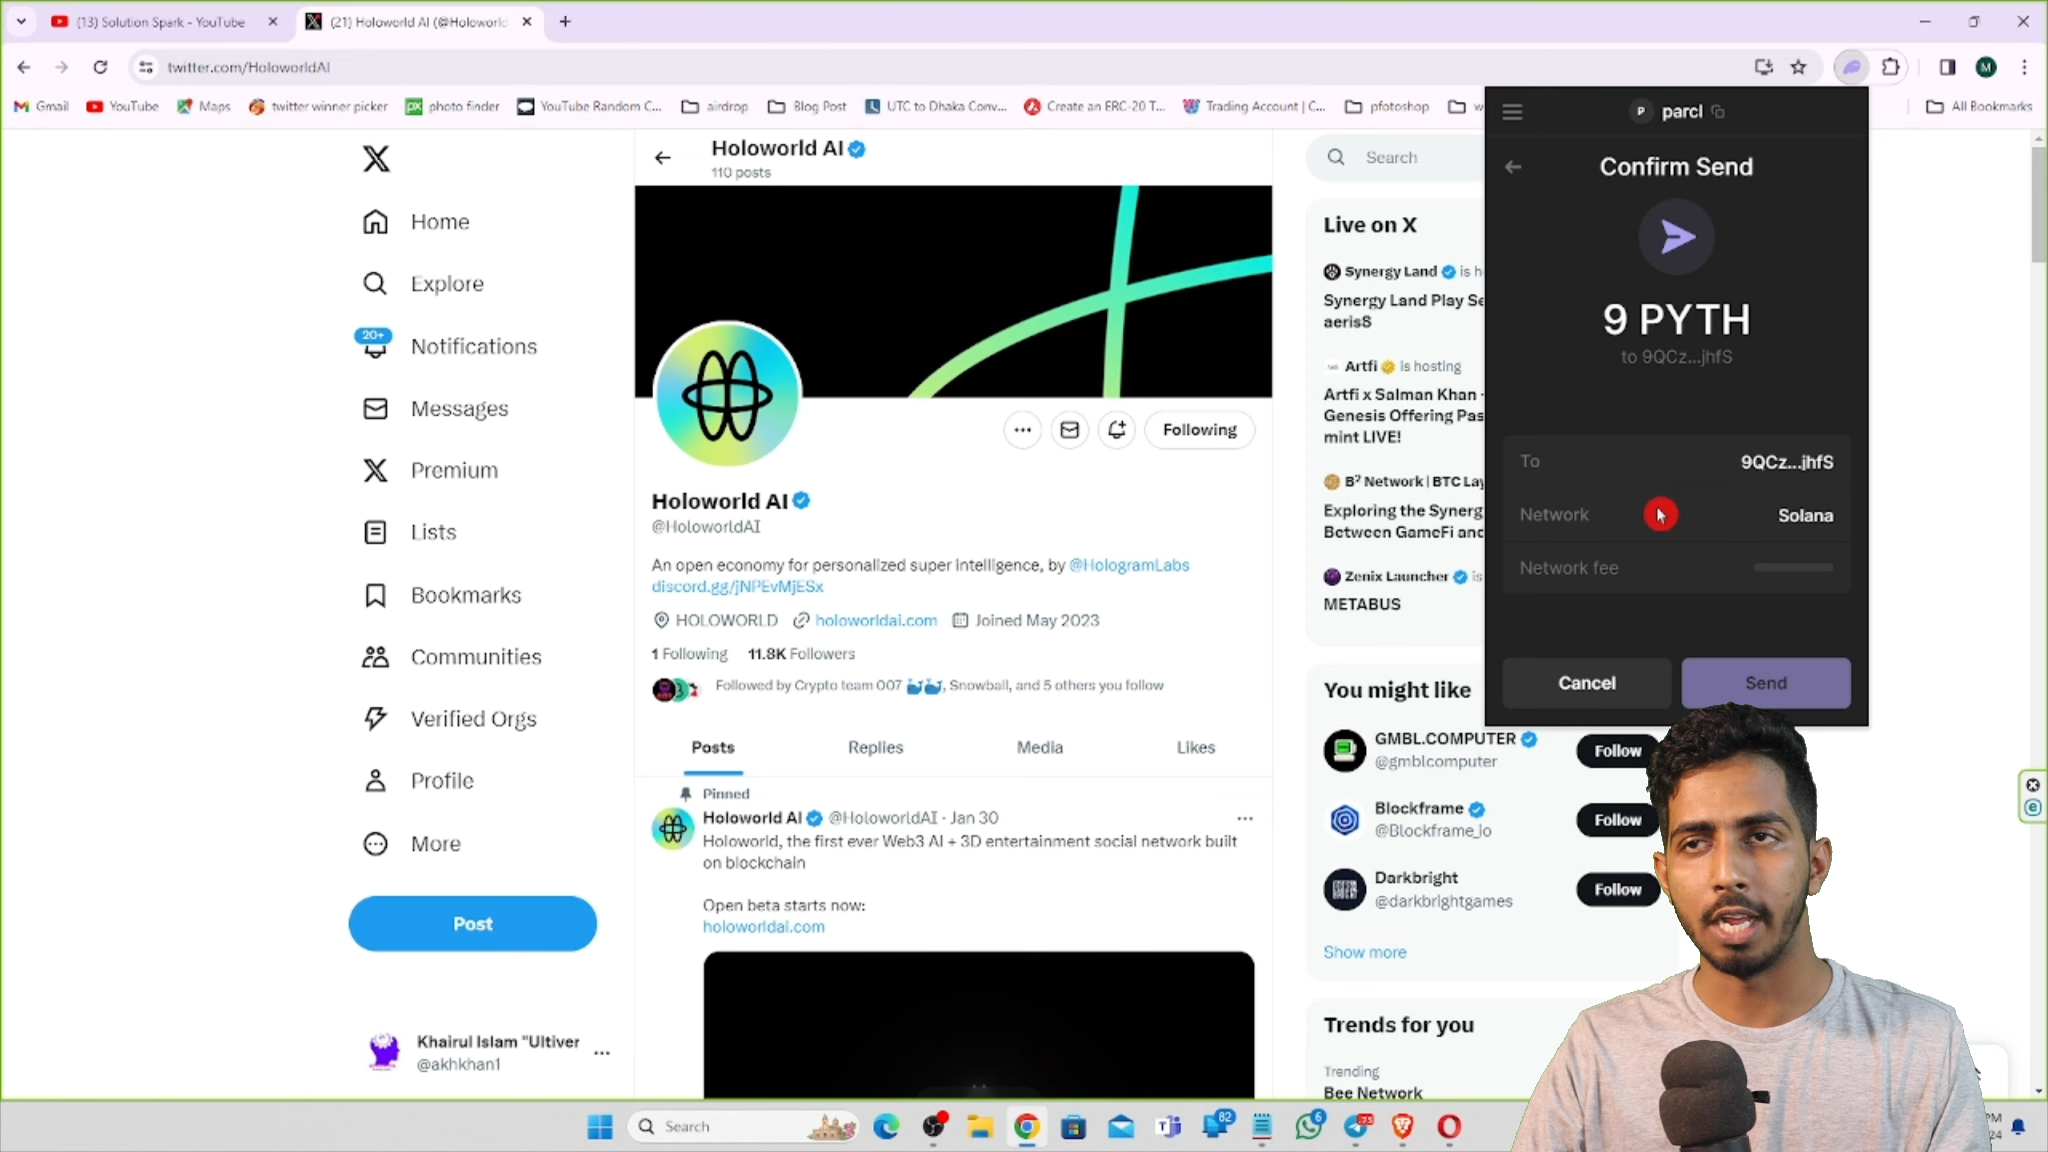 (13) Solution Spark - YouTube
(21) Holoworld AI (@Holoworld
twitter.com/HoloworldAI
M
Gmail
YouTube
Maps
twitter winner picker
photo finder
YouTube Random C...
airdrop
Blog Post
UTC to Dhaka Conv...
Create an ERC-20 T...
Trading Account | C...
pfotoshop
All Bookmarks
Home
Explore
20+
Notifications
Messages
Premium
Lists
Bookmarks
Communities
Verified Orgs
Profile
More
Post
Khairul Islam "Ultiver
@akhkhan1
Holoworld AI
110 posts
Following
Holoworld AI
@HoloworldAI
An open economy for personalized super intelligence, by @HologramLabs
discord.gg/jNPEvMjESx
HOLOWORLD holoworldai.com Joined May 2023
1 Following 11.8K Followers
Followed by Crypto team 007, Snowball, and 5 others you follow
Posts Replies Media Likes
Pinned
Holoworld AI @HoloworldAI · Jan 30
Holoworld, the first ever Web3 AI + 3D entertainment social network built
on blockchain
Open beta starts now:
holoworldai.com
Search
Live on X
Synergy Land is h
Synergy Land Play Se
aeris8
Artfi is hosting
Artfi x Salman Khan
Genesis Offering Pas
mint LIVE!
B² Network | BTC Lay
Exploring the Synerg
Between GameFi and
Zenix Launcher is
METABUS
You might like
GMBL.COMPUTER
@gmblcomputer
Follow
Blockframe
@Blockframe_io
Follow
Darkbright
@darkbrightgames
Follow
Show more
Trends for you
Trending
Bee Network
P parcl
Confirm Send
9 PYTH
to 9QCz...jhfS
To 9QCz...jhfS
Network Solana
Network fee
Cancel Send
Search
82
6
PM
24